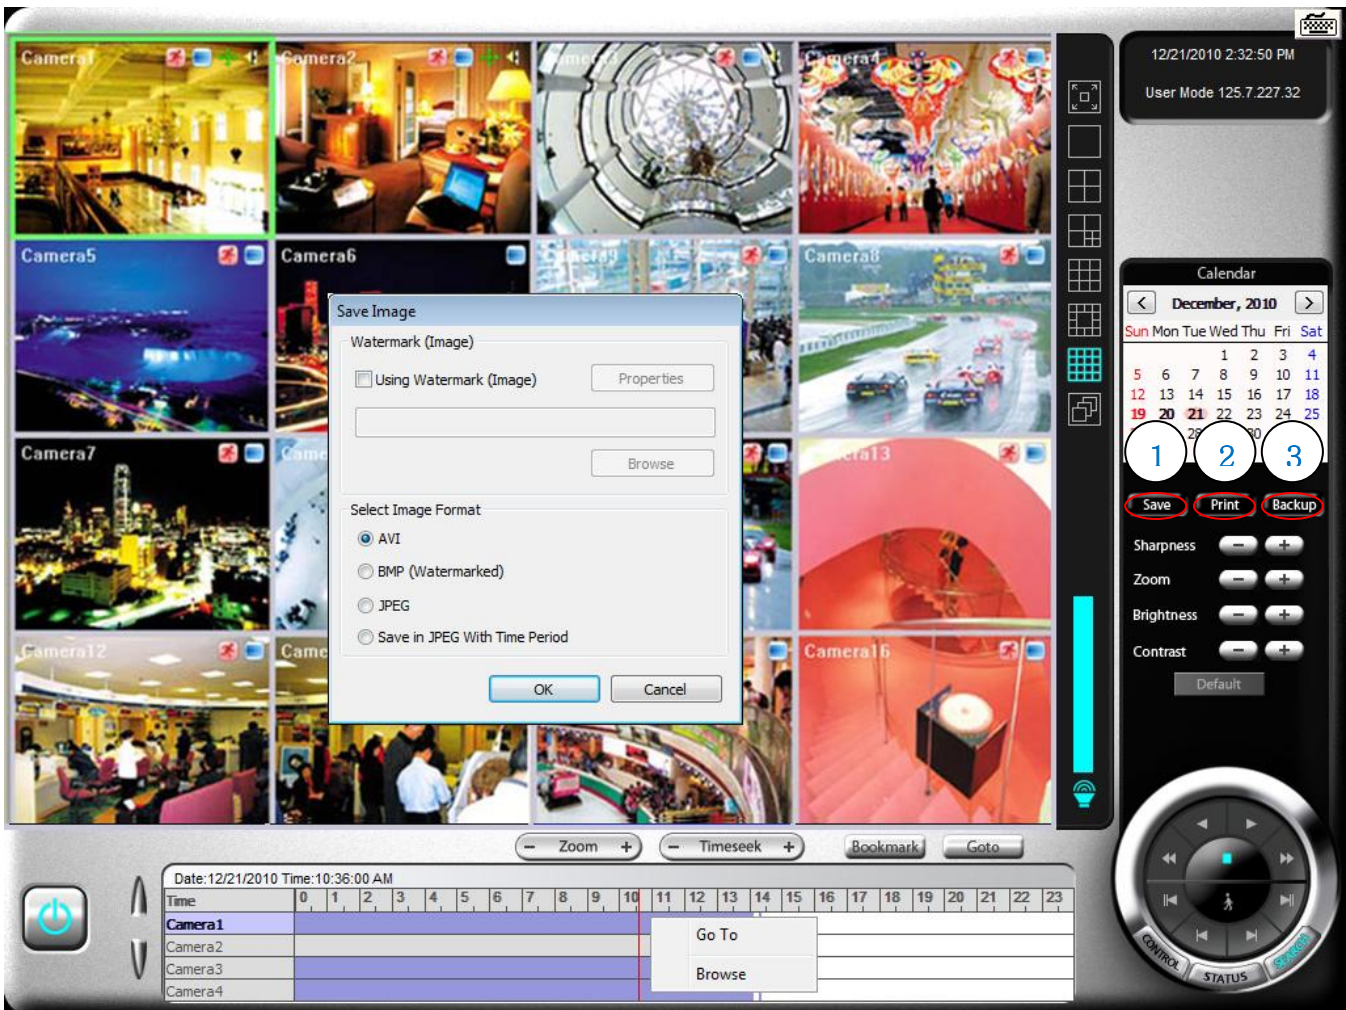 12/21/2010 2:32:50 PM
User Mode 125.7.227.32
Camera1
Camera2
Camera4
Camera5
Camera6
Camera8
Camera7
Came
era13
Camera12
Came
Camera16
Save Image
Watermark (Image)
Using Watermark (Image)
Properties
Browse
Select Image Format
AVI
BMP (Watermarked)
JPEG
Save in JPEG With Time Period
OK
Cancel
Calendar
December, 2010
Sun Mon Tue Wed Thu Fri Sat
1 2 3 4
5 6 7 8 9 10 11
12 13 14 15 16 17 18
19 20 21 22 23 24 25
28 30
1 2 3
Save Print Backup
Sharpness - +
Zoom - +
Brightness - +
Contrast - +
Default
- Zoom +
- Timeseek +
Bookmark
Goto
Date:12/21/2010 Time:10:36:00 AM
Time 0 1 2 3 4 5 6 7 8 9 10 11 12 13 14 15 16 17 18 19 20 21 22 23
Camera1
Camera2
Camera3
Camera4
Go To
Browse
CONTROL
STATUS
SEARCH